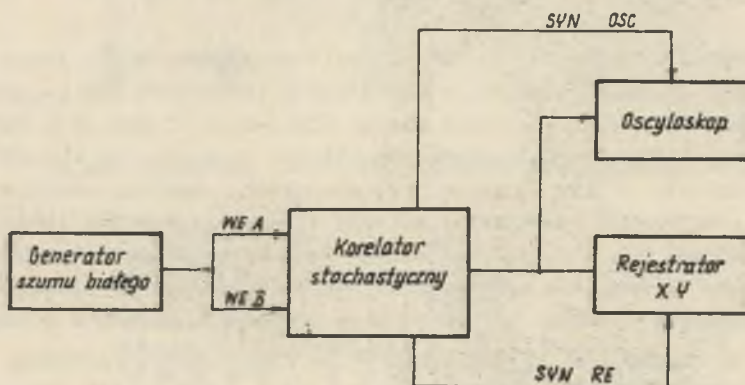 SYN OSC
Oscyloskop
WE A
Generator
szumu białego
Korelator
stochastyczny
Rejestrator
X Y
WE B
SYN RE